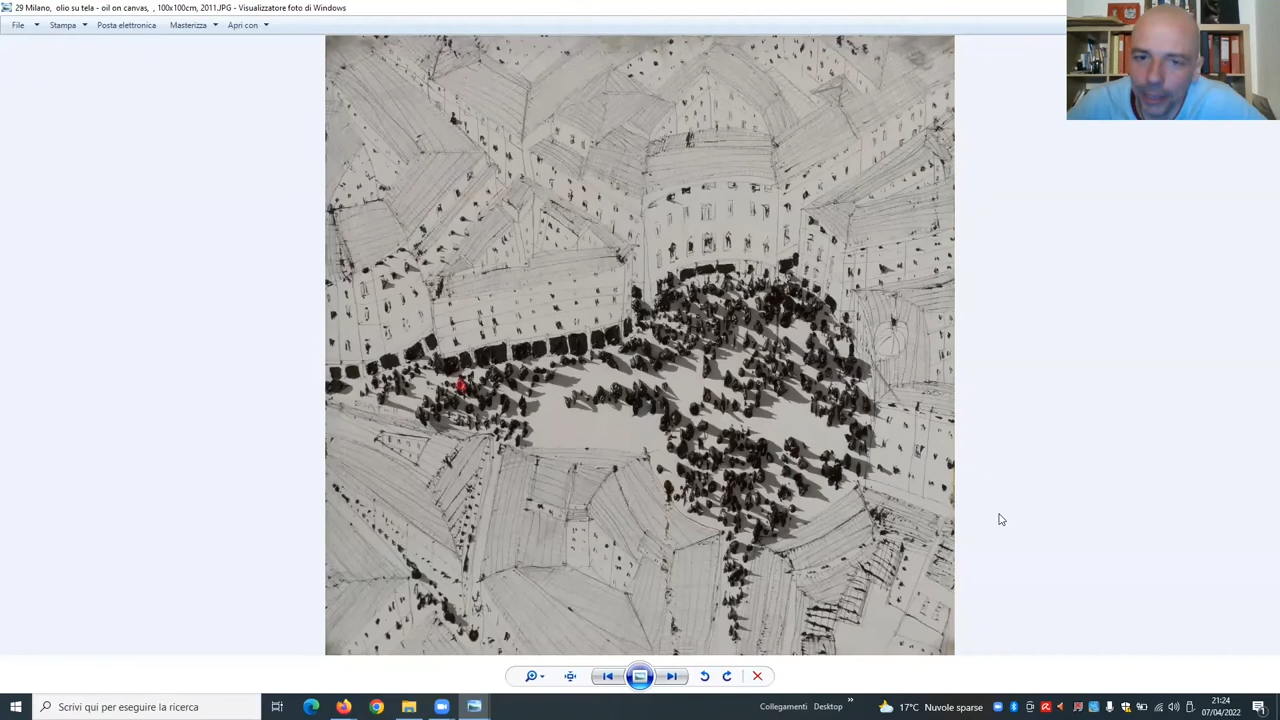 29 Milano, olio su tela - oil on canvas, , 100x100cm, 2011.JPG - Visualizzatore foto di Windows
File Stampa Posta elettronica Masterizza Apri con
Scrivi qui per eseguire la ricerca
Collegamenti Desktop »
17°C Nuvole sparse
21:24
07/04/2022